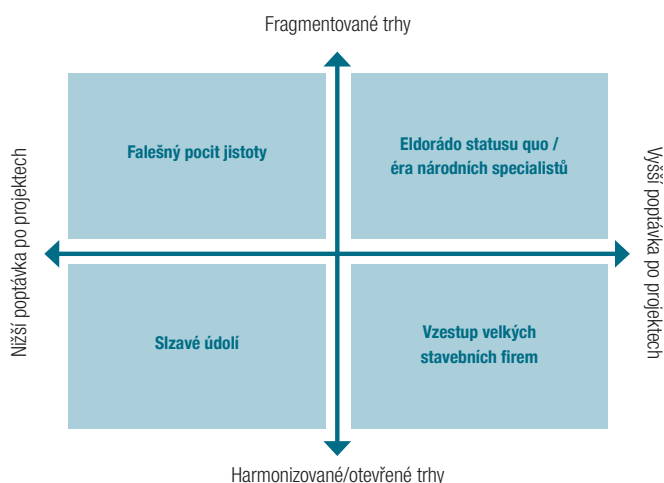 Fragmentované trhy
Falešný pocit jistoty
Eldorádo statusu quo /
éra národních specialistů
Nižší poptávka po projektech
Vyšší poptávka po projektech
Slzavé údolí
Vzestup velkých
stavebních firem
Harmonizované/otevřené trhy